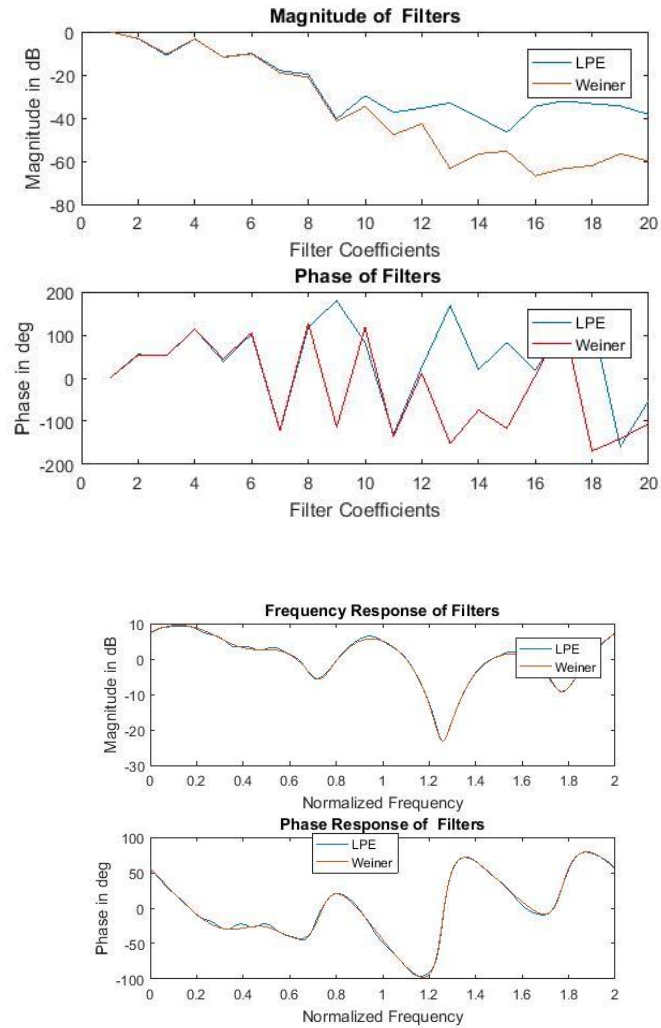 Magnitude of Filters
0
-20
-40
-60
-80
Magnitude in dB
LPE
Weiner
0 2 4 6 8 10 12 14 16 18 20
Filter Coefficients
Phase of Filters
200
100
0
-100
-200
Phase in deg
LPE
Weiner
0 2 4 6 8 10 12 14 16 18 20
Filter Coefficients
Frequency Response of Filters
10
0
-10
-20
-30
Magnitude in dB
LPE
Weiner
0 0.2 0.4 0.6 0.8 1 1.2 1.4 1.6 1.8 2
Normalized Frequency
Phase Response of Filters
100
50
0
-50
-100
Phase in deg
LPE
Weiner
0 0.2 0.4 0.6 0.8 1 1.2 1.4 1.6 1.8 2
Normalized Frequency